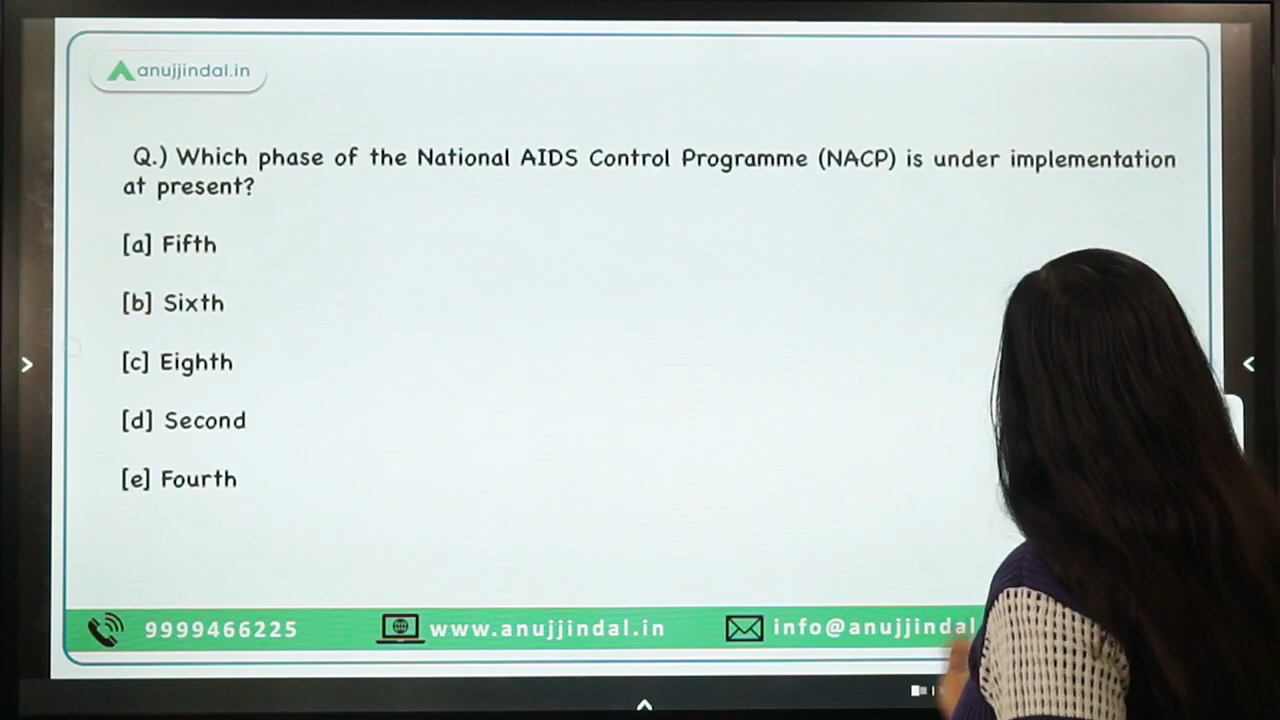 anujjindal.in
Q.) Which phase of the National AIDS Control Programme (NACP) is under implementation
at present?
[a] Fifth
[b] Sixth
[c] Eighth
[d] Second
[e] Fourth
9999466225 www.anujjindal.in info@anujjindal